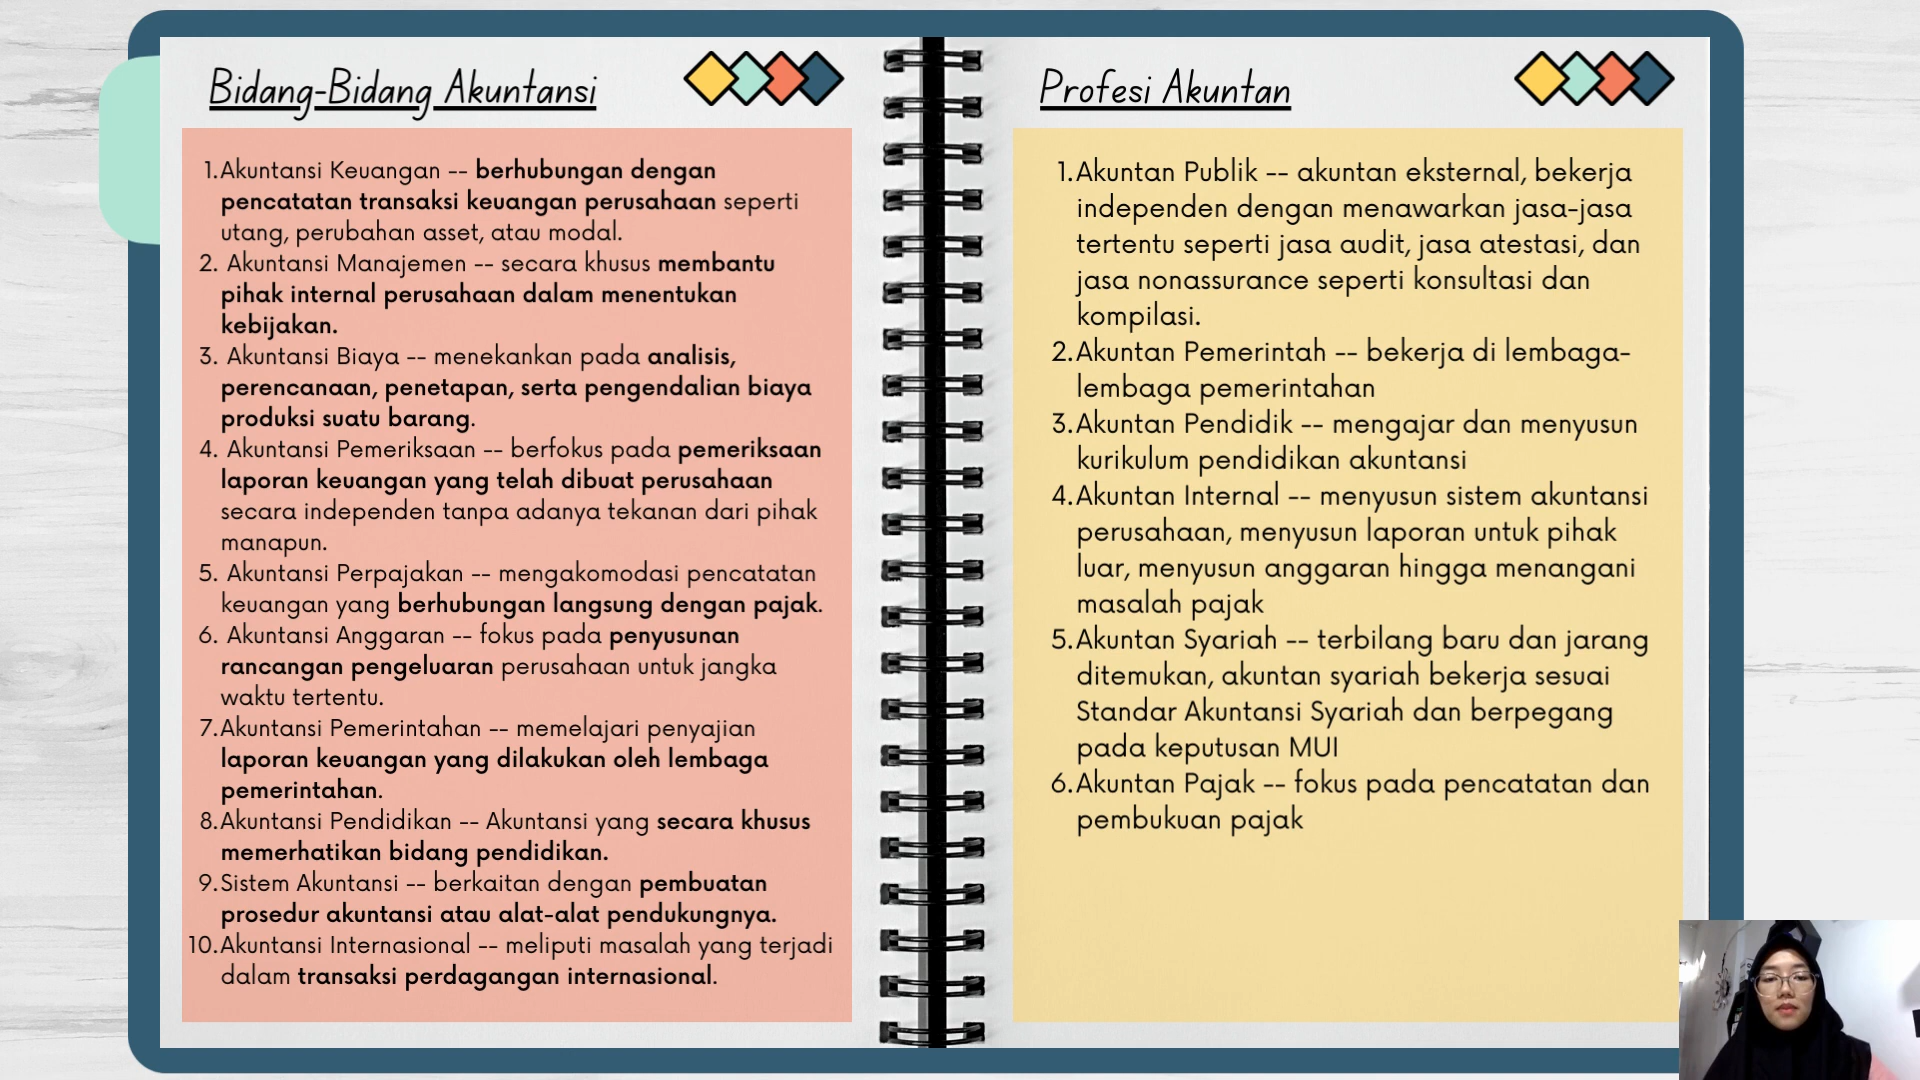 Bidang-Bidang Akuntansi
1.Akuntansi Keuangan -- berhubungan dengan
pencatatan transaksi keuangan perusahaan seperti
utang, perubahan asset, atau modal.
2. Akuntansi Manajemen -- secara khusus membantu
pihak internal perusahaan dalam menentukan
kebijakan.
3. Akuntansi Biaya -- menekankan pada analisis,
perencanaan, penetapan, serta pengendalian biaya
produksi suatu barang.
4. Akuntansi Pemeriksaan -- berfokus pada pemeriksaan
laporan keuangan yang telah dibuat perusahaan
secara independen tanpa adanya tekanan dari pihak
manapun.
5. Akuntansi Perpajakan -- mengakomodasi pencatatan
keuangan yang berhubungan langsung dengan pajak.
6. Akuntansi Anggaran -- fokus pada penyusunan
rancangan pengeluaran perusahaan untuk jangka
waktu tertentu.
7.Akuntansi Pemerintahan -- memelajari penyajian
laporan keuangan yang dilakukan oleh lembaga
pemerintahan.
8.Akuntansi Pendidikan -- Akuntansi yang secara khusus
memerhatikan bidang pendidikan.
9.Sistem Akuntansi -- berkaitan dengan pembuatan
prosedur akuntansi atau alat-alat pendukungnya.
10.Akuntansi Internasional -- meliputi masalah yang terjadi
dalam transaksi perdagangan internasional.
Profesi Akuntan
1.Akuntan Publik -- akuntan eksternal, bekerja
independen dengan menawarkan jasa-jasa
tertentu seperti jasa audit, jasa atestasi, dan
jasa nonassurance seperti konsultasi dan
kompilasi.
2.Akuntan Pemerintah -- bekerja di lembaga-
lembaga pemerintahan
3.Akuntan Pendidik -- mengajar dan menyusun
kurikulum pendidikan akuntansi
4.Akuntan Internal -- menyusun sistem akuntansi
perusahaan, menyusun laporan untuk pihak
luar, menyusun anggaran hingga menangani
masalah pajak
5.Akuntan Syariah -- terbilang baru dan jarang
ditemukan, akuntan syariah bekerja sesuai
Standar Akuntansi Syariah dan berpegang
pada keputusan MUI
6.Akuntan Pajak -- fokus pada pencatatan dan
pembukuan pajak